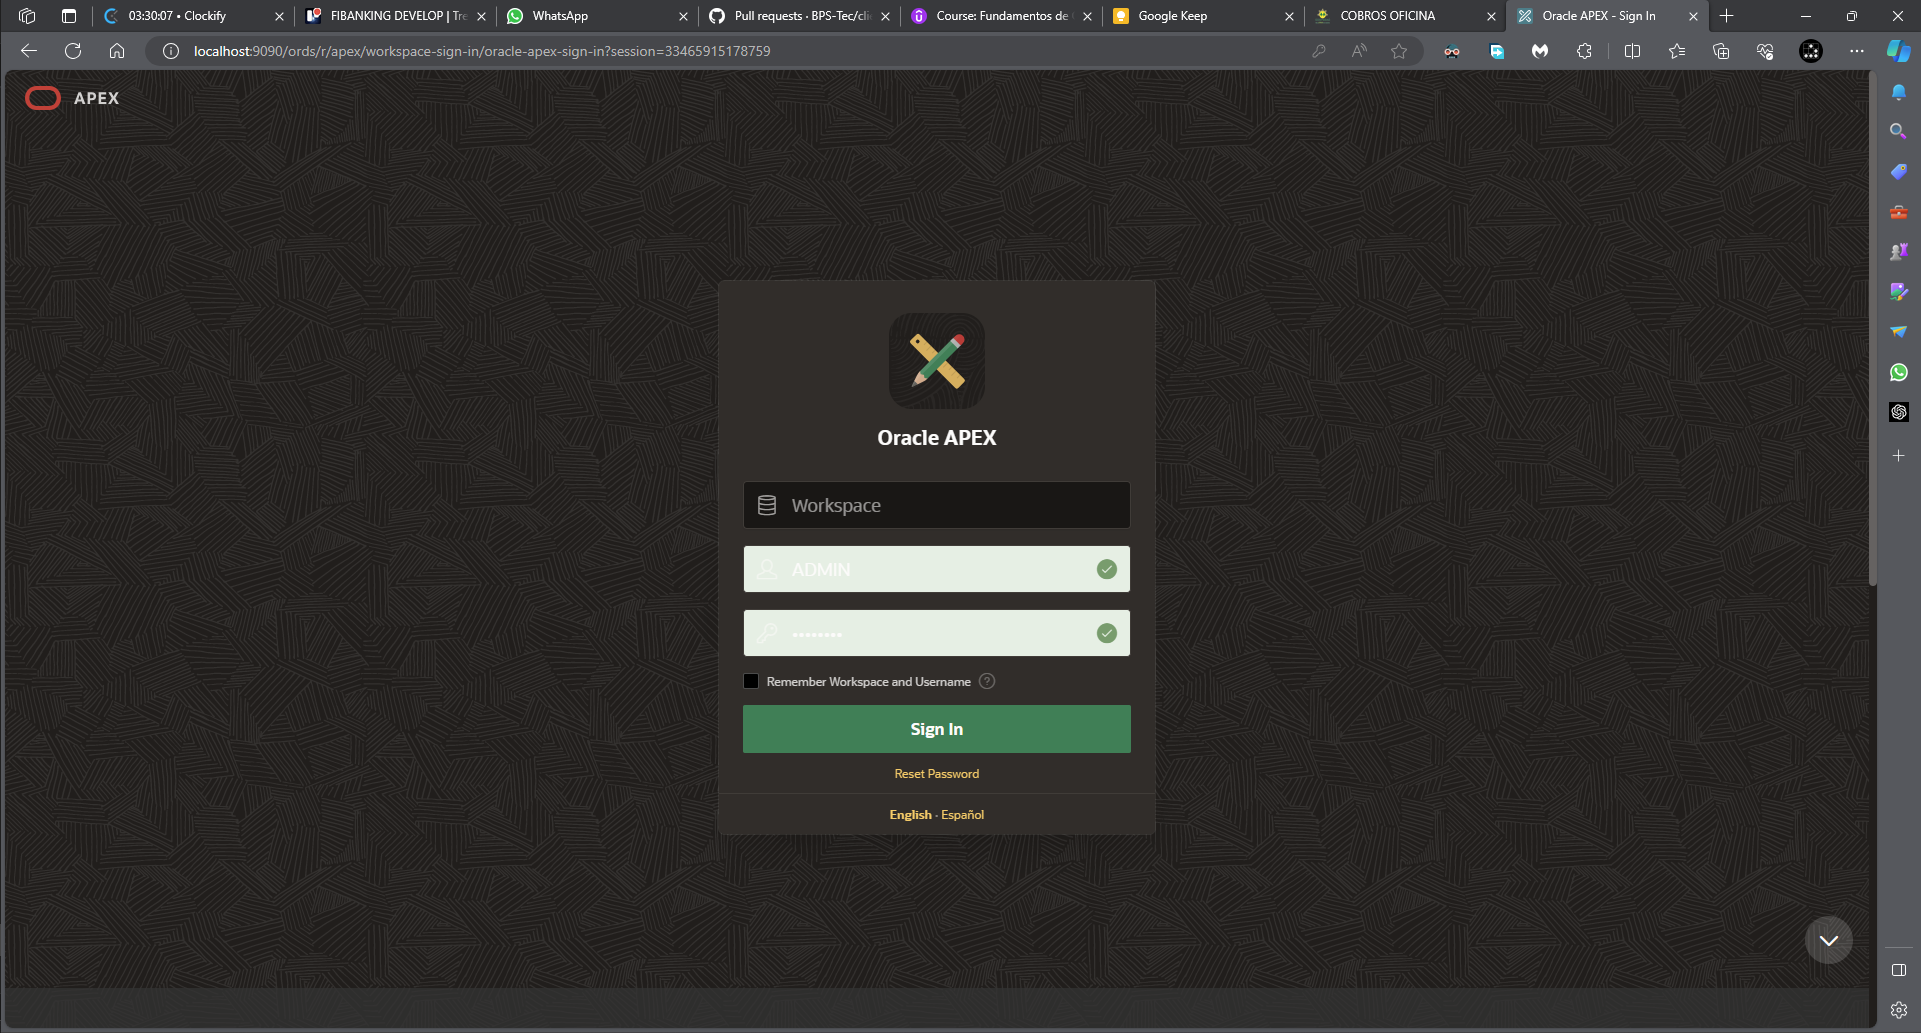 03:30:07 • Clockify
FIBANKING DEVELOP | Tre
WhatsApp
Pull requests · BPS-Tec/cli
Course: Fundamentos de
Google Keep
COBROS OFICINA
Oracle APEX - Sign In
localhost:9090/ords/r/apex/workspace-sign-in/oracle-apex-sign-in?session=33465915178759
APEX
Oracle APEX
Workspace
ADMIN
••••••••
Remember Workspace and Username
Sign In
Reset Password
English - Español